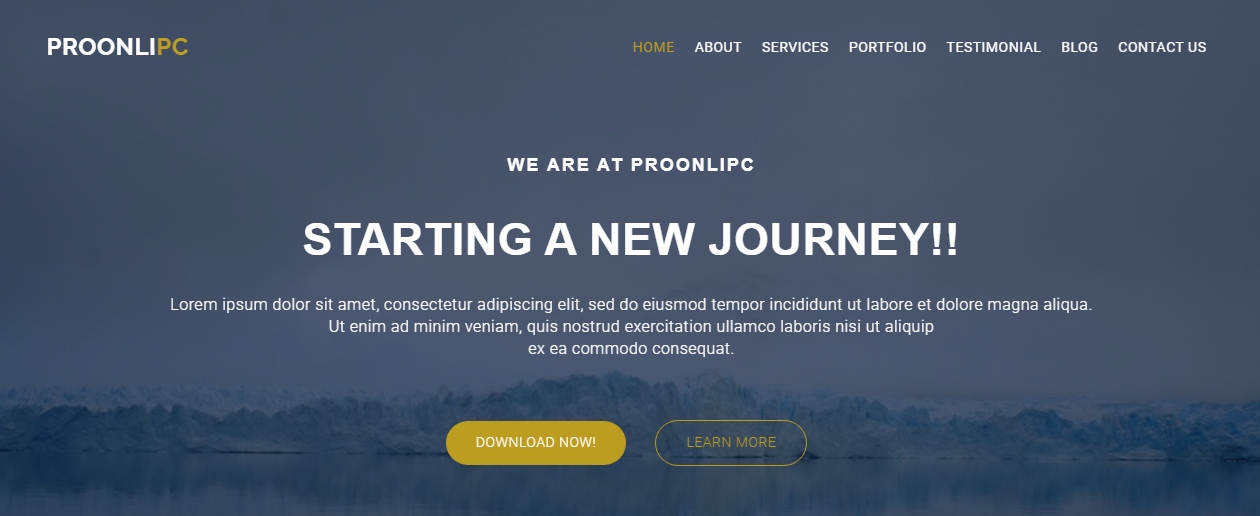 PROONLIPC
HOME ABOUT SERVICES PORTFOLIO TESTIMONIAL BLOG CONTACT US
WE ARE AT PROONLIPC
STARTING A NEW JOURNEY!!
Lorem ipsum dolor sit amet, consectetur adipiscing elit, sed do eiusmod tempor incididunt ut labore et dolore magna aliqua.
Ut enim ad minim veniam, quis nostrud exercitation ullamco laboris nisi ut aliquip
ex ea commodo consequat.
DOWNLOAD NOW! LEARN MORE